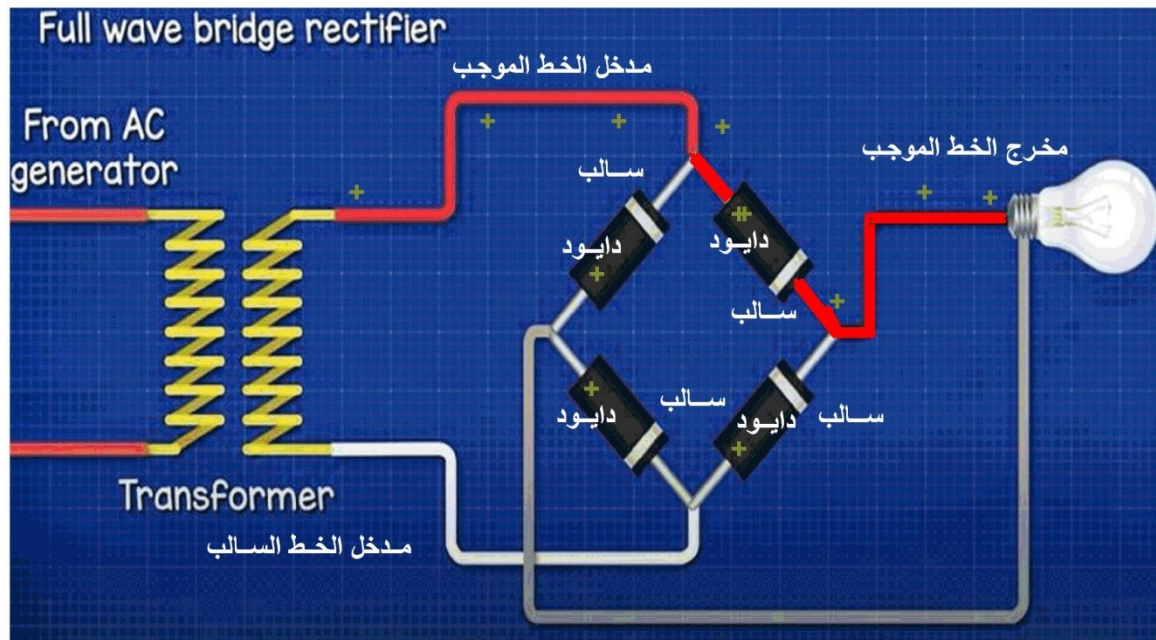 Full wave bridge rectifier
مدخل الخط الموجب
From AC
generator
مخرج الخط الموجب
سالب
دايود
دايود
سالب
سالب
سالب
دايود
دايود
Transformer
مدخل الخط السالب